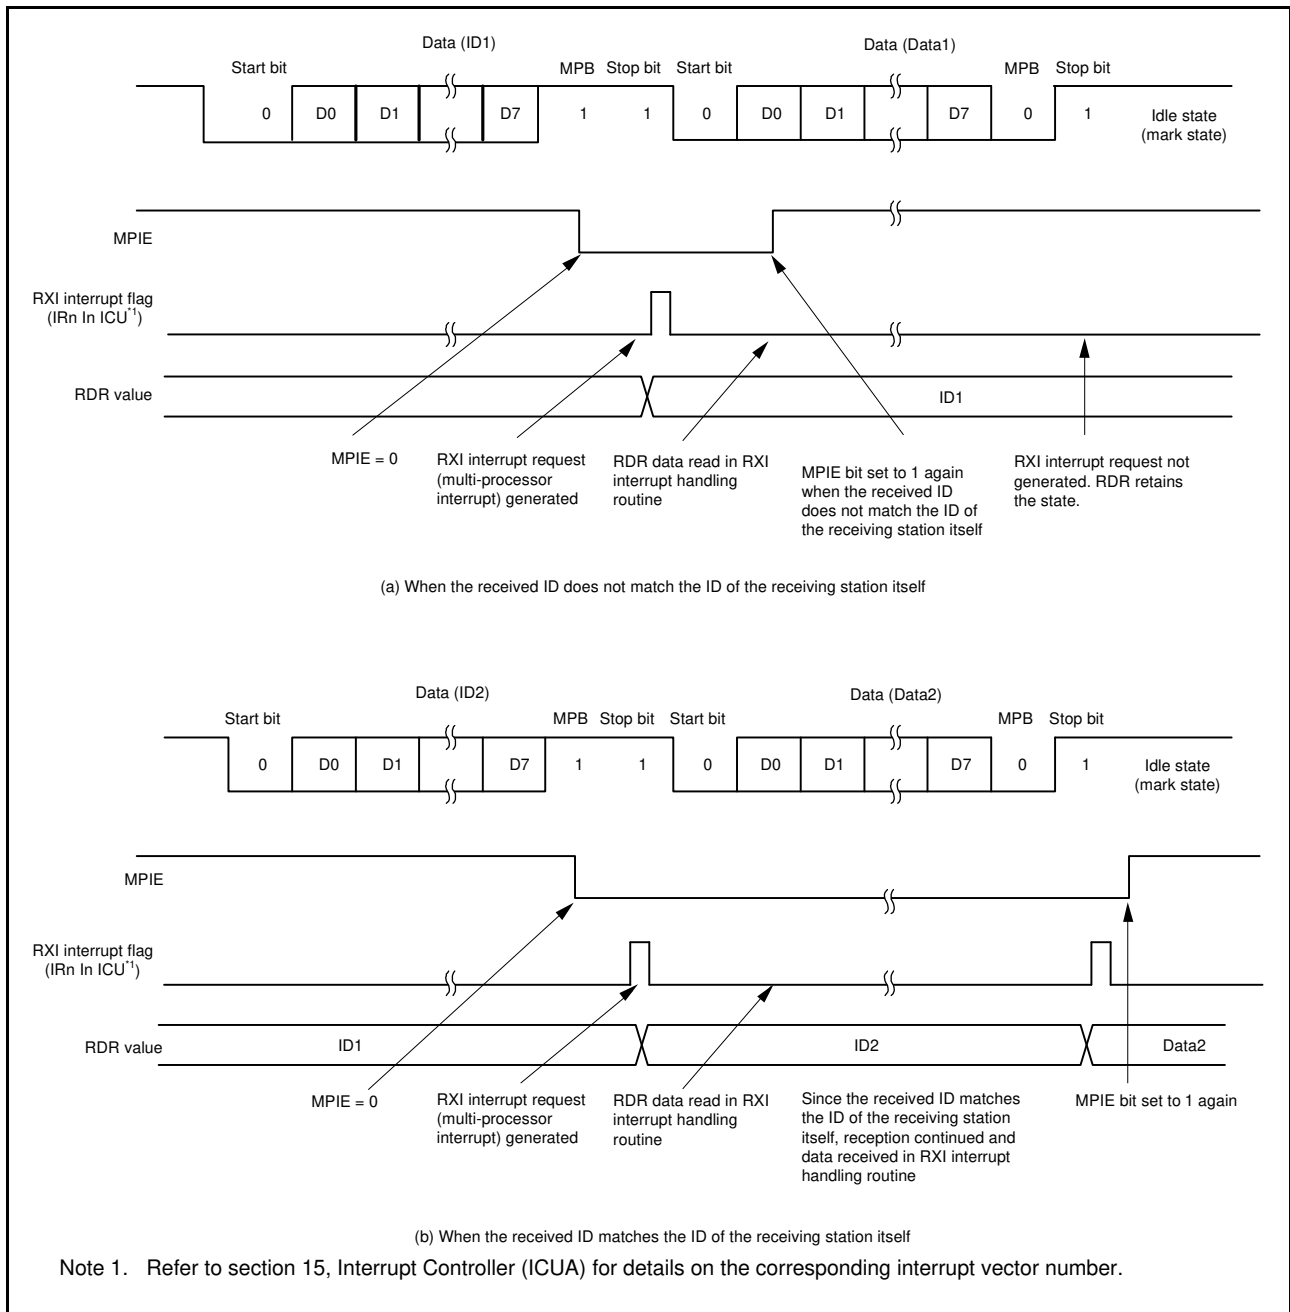 Data (ID1)
Data (Data1)
Start bit
MPB
Stop bit
Start bit
MPB
Stop bit
0
D0
D1
D7
1
1
0
D0
D1
D7
0
1
Idle state
(mark state)
MPIE
RXI interrupt flag
(IRn In ICU*1)
RDR value
ID1
MPIE = 0
RXI interrupt request
(multi-processor
interrupt) generated
RDR data read in RXI
interrupt handling
routine
MPIE bit set to 1 again
when the received ID
does not match the ID of
the receiving station itself
RXI interrupt request not
generated. RDR retains
the state.
(a) When the received ID does not match the ID of the receiving station itself
Data (ID2)
Data (Data2)
Start bit
MPB
Stop bit
Start bit
MPB
Stop bit
0
D0
D1
D7
1
1
0
D0
D1
D7
0
1
Idle state
(mark state)
MPIE
RXI interrupt flag
(IRn In ICU*1)
RDR value
ID1
ID2
Data2
MPIE = 0
RXI interrupt request
(multi-processor
interrupt) generated
RDR data read in RXI
interrupt handling
routine
Since the received ID matches
the ID of the receiving station
itself, reception continued and
data received in RXI interrupt
handling routine
MPIE bit set to 1 again
(b) When the received ID matches the ID of the receiving station itself
Note 1. Refer to section 15, Interrupt Controller (ICUA) for details on the corresponding interrupt vector number.